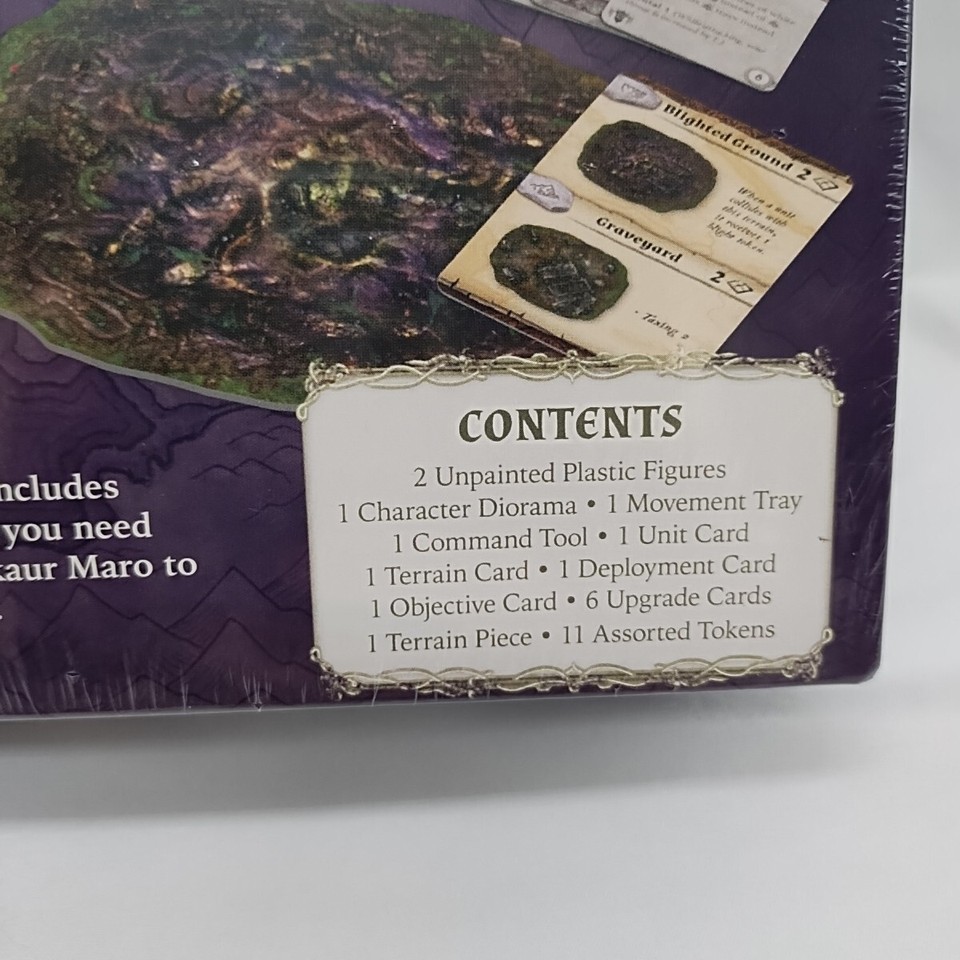 6
Blighted Ground 2
When a unit
collides with
this terrain,
it receives 1
blight token.
Graveyard 2
• Taxing 2
CONTENTS
2 Unpainted Plastic Figures
1 Character Diorama • 1 Movement Tray
1 Command Tool • 1 Unit Card
1 Terrain Card • 1 Deployment Card
1 Objective Card • 6 Upgrade Cards
1 Terrain Piece • 11 Assorted Tokens
ncludes
you need
kaur Maro to